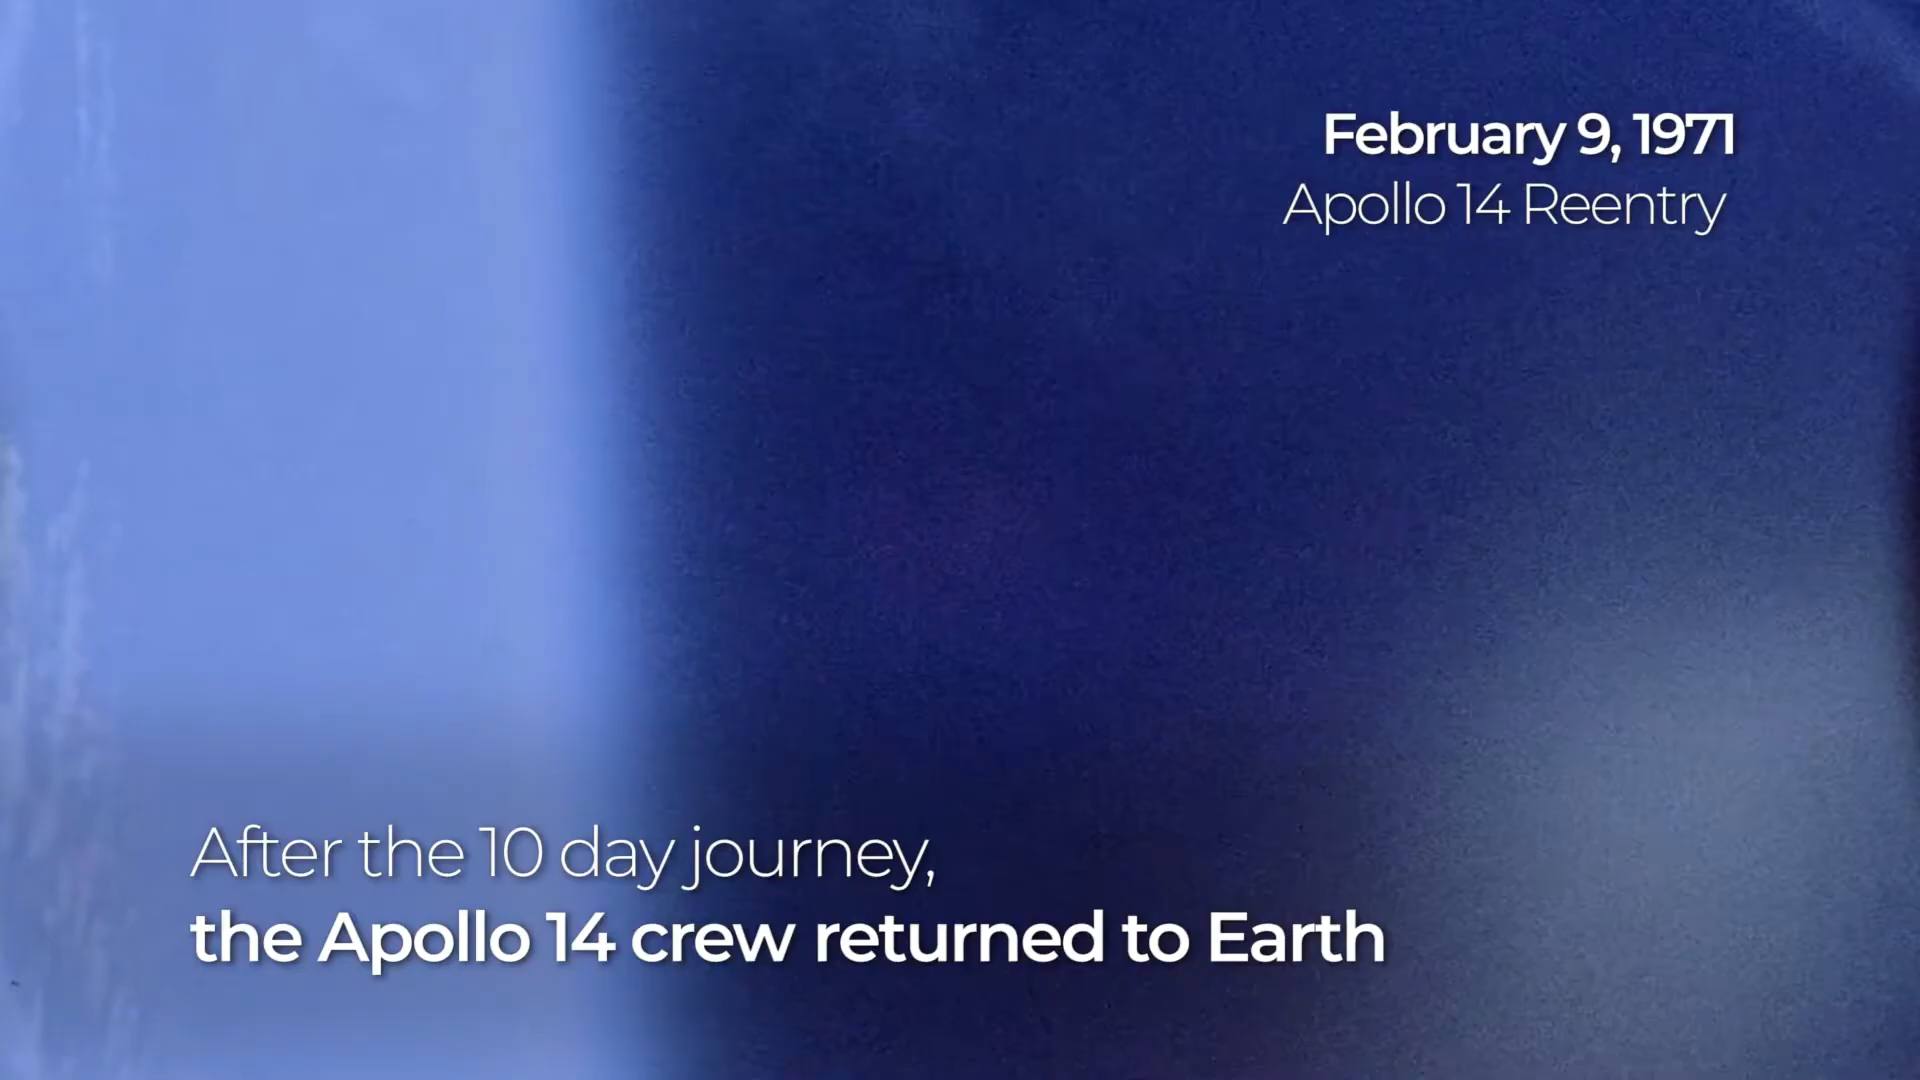 February 9, 1971
Apollo 14 Reentry
After the 10 day journey,
the Apollo 14 crew returned to Earth